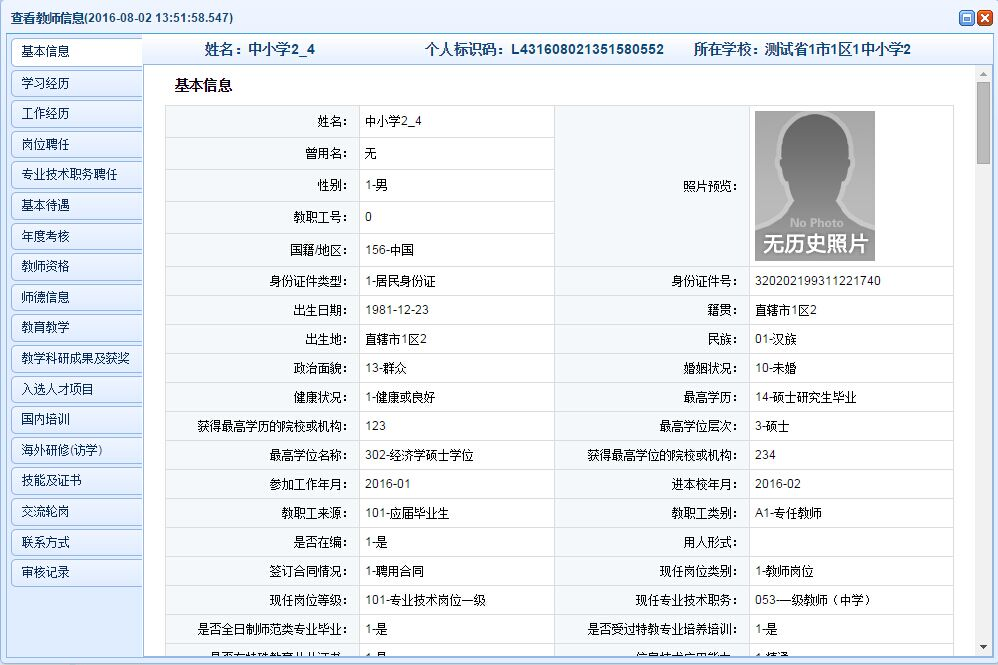 查看教师信息(2016-08-02 13:51:58.547)
姓名：中小学2_4 个人标识码：L431608021351580552 所在学校：测试省1市1区1中小学2
基本信息
学习经历
工作经历
岗位聘任
专业技术职务聘任
基本待遇
年度考核
教师资格
师德信息
教育教学
教学科研成果及获奖
入选人才项目
国内培训
海外研修(访学)
技能及证书
交流轮岗
联系方式
审核记录
基本信息
姓名： 中小学2_4
曾用名： 无
性别： 1-男
教职工号： 0
国籍/地区： 156-中国
照片预览：
No Photo
无历史照片
身份证件类型： 1-居民身份证 身份证件号： 320202199311221740
出生日期： 1981-12-23 籍贯： 直辖市1区2
出生地： 直辖市1区2 民族： 01-汉族
政治面貌： 13-群众 婚姻状况： 10-未婚
健康状况： 1-健康或良好 最高学历： 14-硕士研究生毕业
获得最高学历的院校或机构： 123 最高学位层次： 3-硕士
最高学位名称： 302-经济学硕士学位 获得最高学位的院校或机构： 234
参加工作年月： 2016-01 进本校年月： 2016-02
教职工来源： 101-应届毕业生 教职工类别： A1-专任教师
是否在编： 1-是 用人形式：
签订合同情况： 1-聘用合同 现任岗位类别： 1-教师岗位
现任岗位等级： 101-专业技术岗位一级 现任专业技术职务： 053-一级教师（中学）
是否全日制师范类专业毕业： 1-是 是否受过特教专业培养培训： 1-是